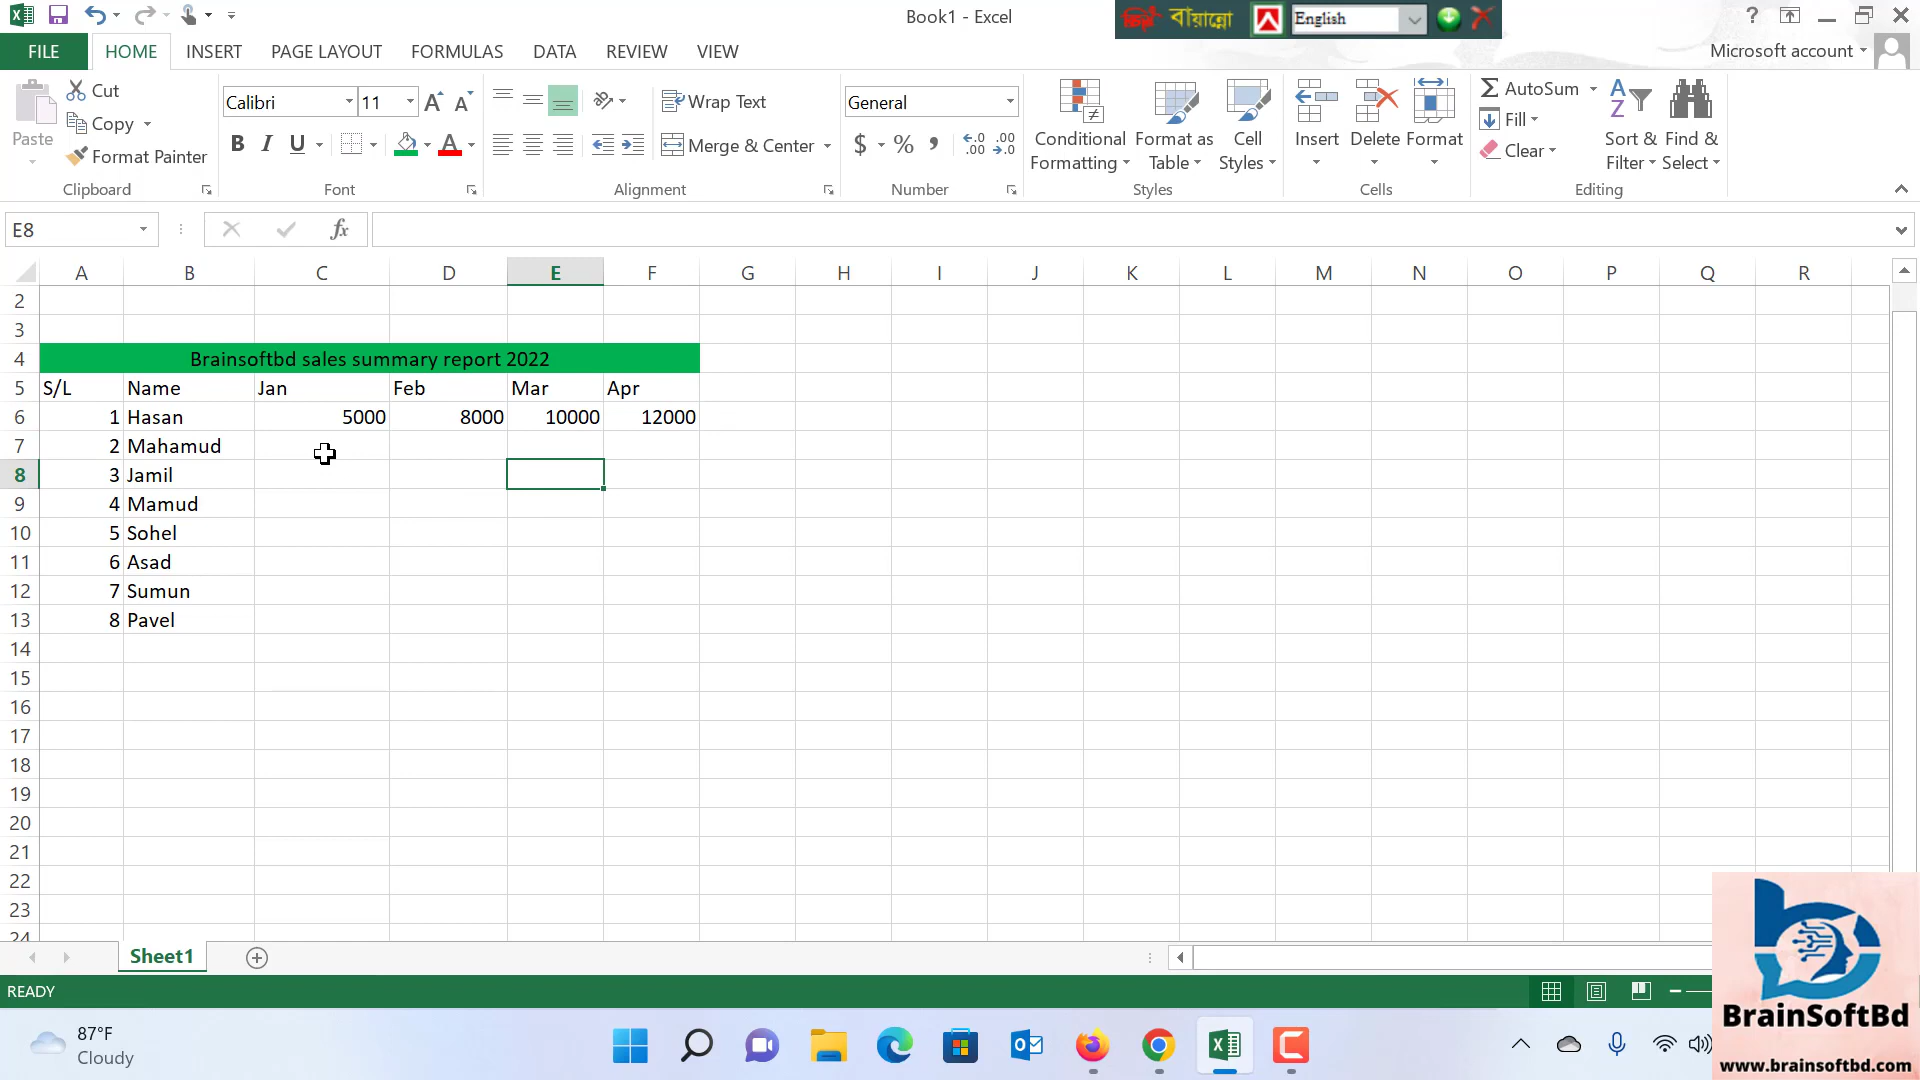 Book1 - Excel
বায়ান্নো
English
FILE
HOME
INSERT
PAGE LAYOUT
FORMULAS
DATA
REVIEW
VIEW
Microsoft account
Paste
Cut
Copy
Format Painter
Clipboard
Calibri
11
B I U
Font
Wrap Text
Merge & Center
Alignment
General
$ % ,
Number
Conditional
Formatting
Format as
Table
Cell
Styles
Styles
Insert
Delete
Format
Cells
AutoSum
Fill
Clear
Sort &
Filter
Find &
Select
Editing
E8
fx
A B C D E F G H I J K L M N O P Q R
2
3
4 Brainsoftbd sales summary report 2022
5 S/L Name Jan Feb Mar Apr
6 1 Hasan 5000 8000 10000 12000
7 2 Mahamud
8 3 Jamil
9 4 Mamud
10 5 Sohel
11 6 Asad
12 7 Sumun
13 8 Pavel
14
15
16
17
18
19
20
21
22
23
24
Sheet1
READY
87°F
Cloudy
BrainSoftBd
www.brainsoftbd.com